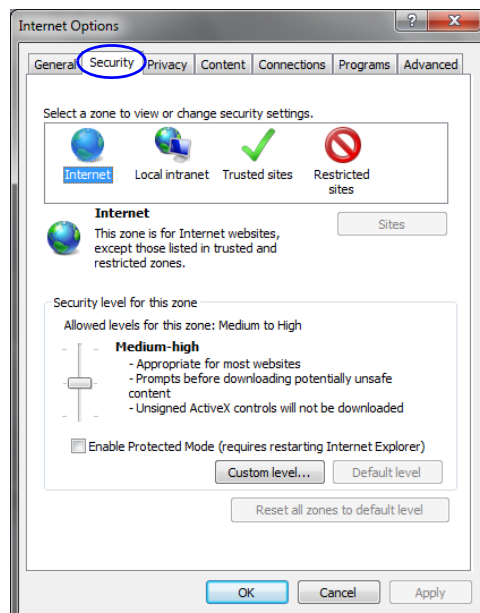 Internet Options
?
X
General Security Privacy Content Connections Programs Advanced
Select a zone to view or change security settings.
Internet Local intranet Trusted sites Restricted
sites
Internet
Sites
This zone is for Internet websites,
except those listed in trusted and
restricted zones.
Security level for this zone
Allowed levels for this zone: Medium to High
Medium-high
- Appropriate for most websites
- Prompts before downloading potentially unsafe
content
- Unsigned ActiveX controls will not be downloaded
Enable Protected Mode (requires restarting Internet Explorer)
Custom level... Default level
Reset all zones to default level
OK Cancel Apply